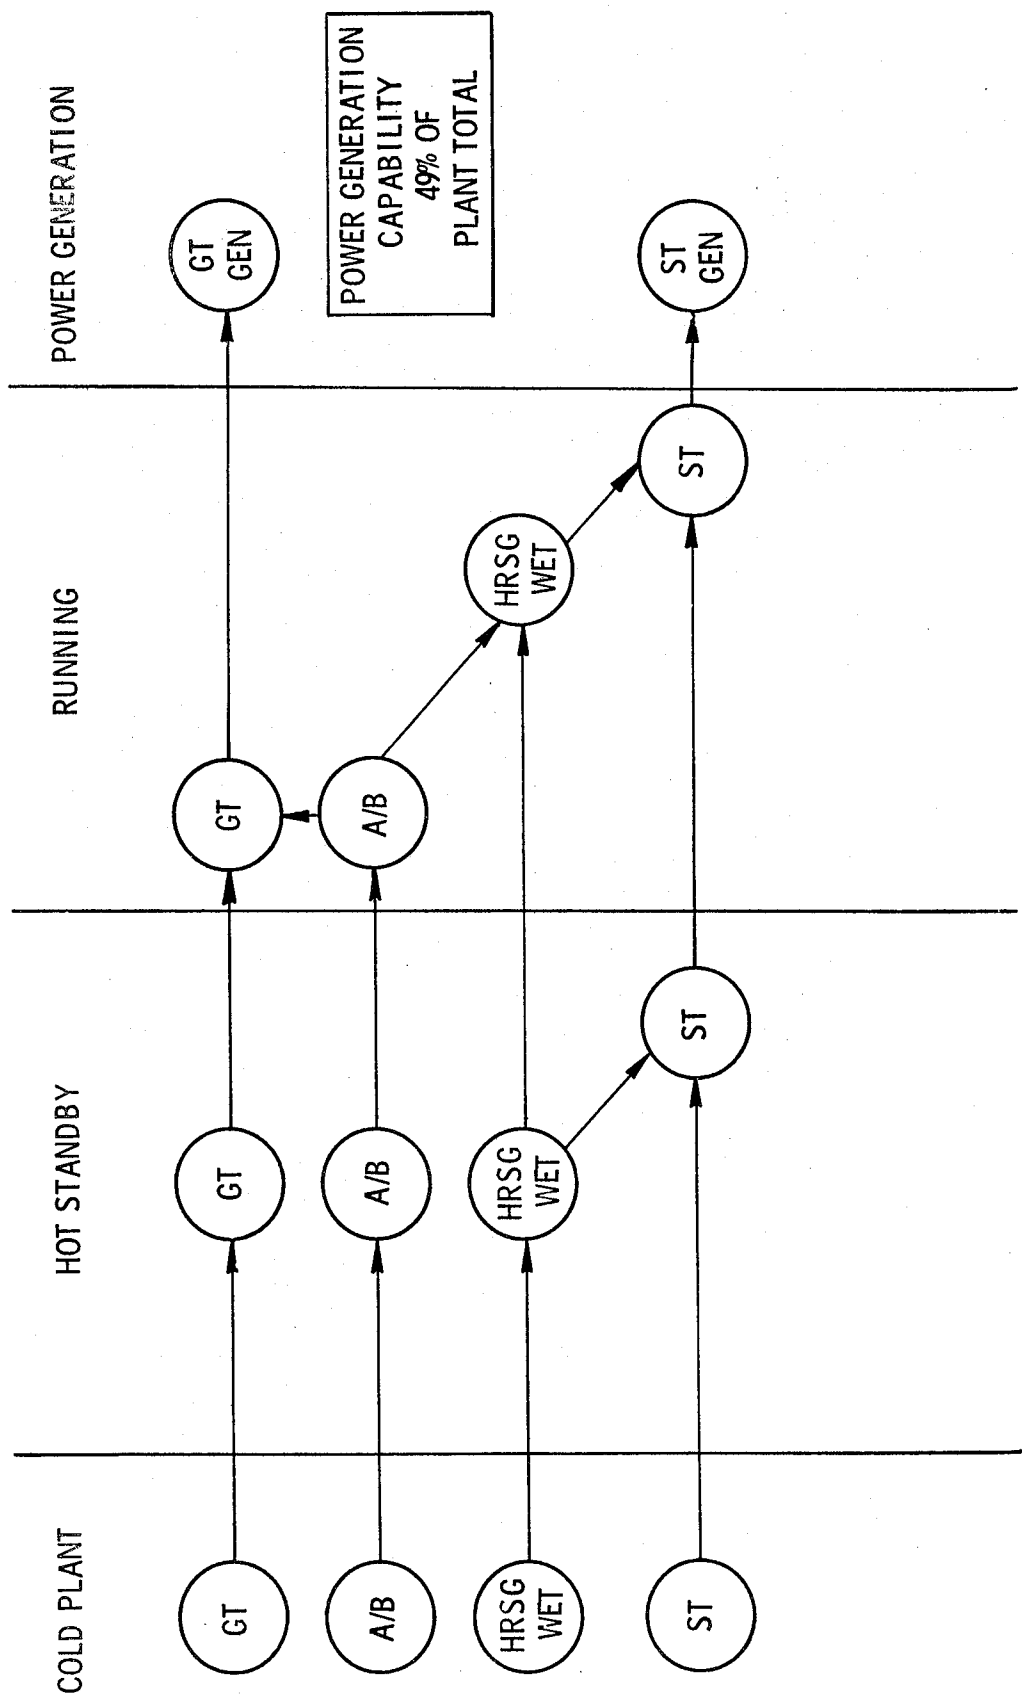 COLD PLANT
HOT STANDBY
RUNNING
POWER GENERATION
GT
GT
GT
GT
GEN
A/B
A/B
A/B
POWER GENERATION
CAPABILITY
49% OF
PLANT TOTAL
HRSG
WET
HRSG
WET
HRSG
WET
ST
ST
ST
ST
GEN